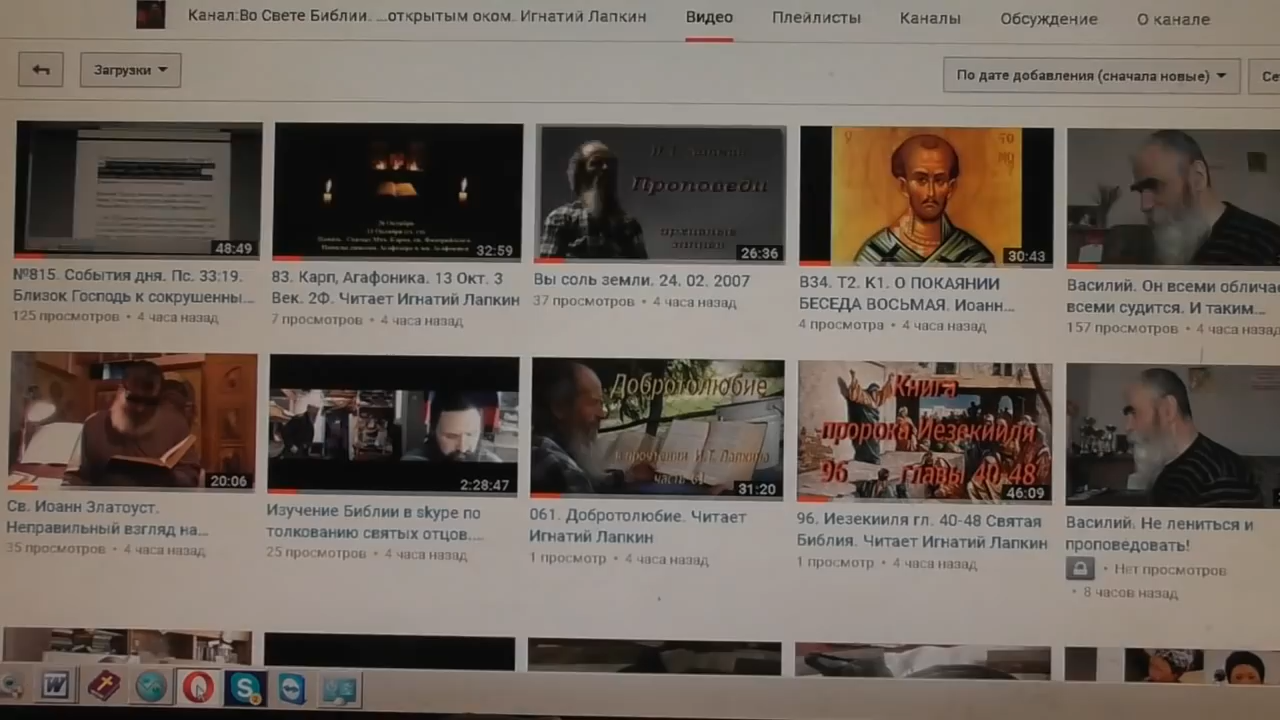 Канал:Во Свете Библии. ...открытым оком. Игнатий Лапкин
Видео
Плейлисты
Каналы
Обсуждение
О канале
Загрузки
По дате добавления (сначала новые)
Се
48:49
№815. События дня. Пс. 33:19.
Близок Господь к сокрушенны...
125 просмотров • 4 часа назад
32:59
83. Карп, Агафоника. 13 Окт. 3
Век. 2Ф. Читает Игнатий Лапкин
7 просмотров • 4 часа назад
Проповеди
26:36
Вы соль земли. 24. 02. 2007
37 просмотров • 4 часа назад
30:43
В34. Т2. К1. О ПОКАЯНИИ
БЕСЕДА ВОСЬМАЯ. Иоанн...
4 просмотра • 4 часа назад
Василий. Он всеми облича
всеми судится. И таким...
157 просмотров • 4 часа назад
20:06
Св. Иоанн Златоуст.
Неправильный взгляд на...
35 просмотров • 4 часа назад
2:28:47
Изучение Библии в skype по
толкованию святых отцов....
25 просмотров • 4 часа назад
Добротолюбие
в прочтении И.Т. Лапкина
31:20
061. Добротолюбие. Читает
Игнатий Лапкин
1 просмотр • 4 часа назад
Книга
пророка Иезекииля
96 главы 40-48
46:09
96. Иезекииля гл. 40-48 Святая
Библия. Читает Игнатий Лапкин
1 просмотр • 4 часа назад
Василий. Не лениться и
проповедовать!
• Нет просмотров
• 8 часов назад